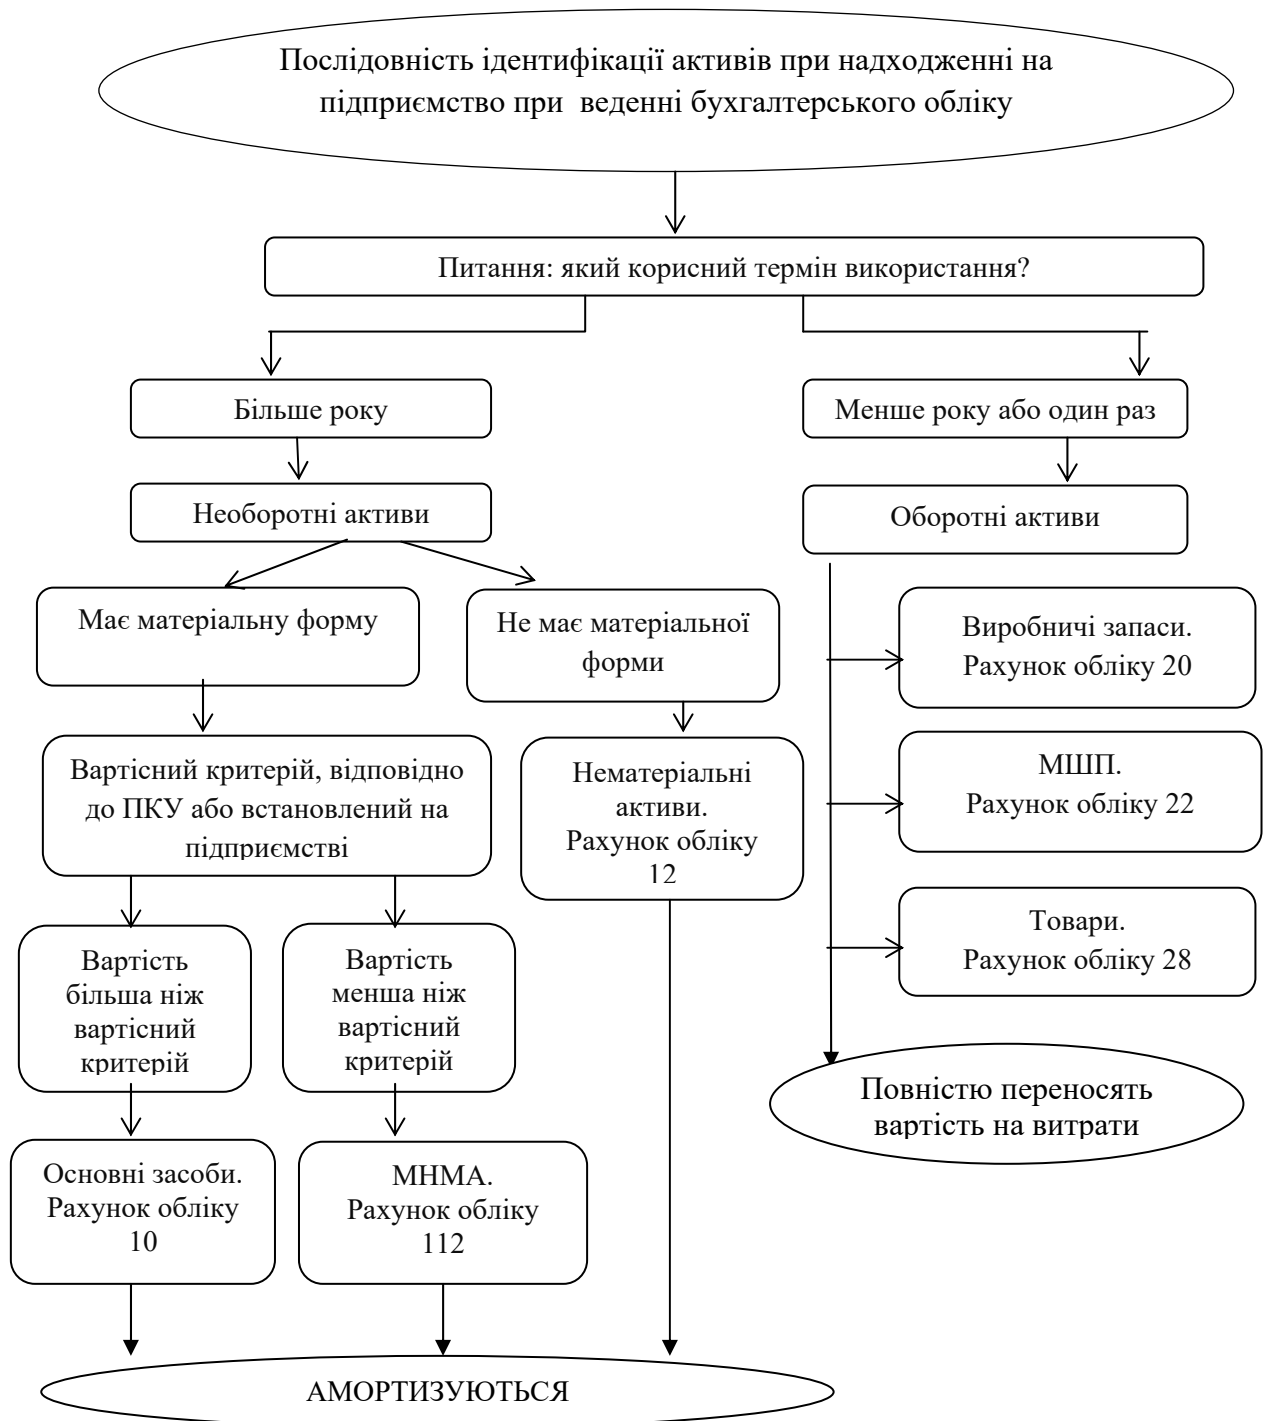 Послідовність ідентифікації активів при надходженні на
підприємство при веденні бухгалтерського обліку
Питання: який корисний термін використання?
Більше року
Менше року або один раз
Необоротні активи
Оборотні активи
Має матеріальну форму
Не має матеріальної
форми
Виробничі запаси.
Рахунок обліку 20
Вартісний критерій, відповідно
до ПКУ або встановлений на
підприємстві
Нематеріальні
активи.
Рахунок обліку
12
МШП.
Рахунок обліку 22
Товари.
Рахунок обліку 28
Вартість
більша ніж
вартісний
критерій
Вартість
менша ніж
вартісний
критерій
Повністю переносять
вартість на витрати
Основні засоби.
Рахунок обліку
10
МНМА.
Рахунок обліку
112
АМОРТИЗУЮТЬСЯ